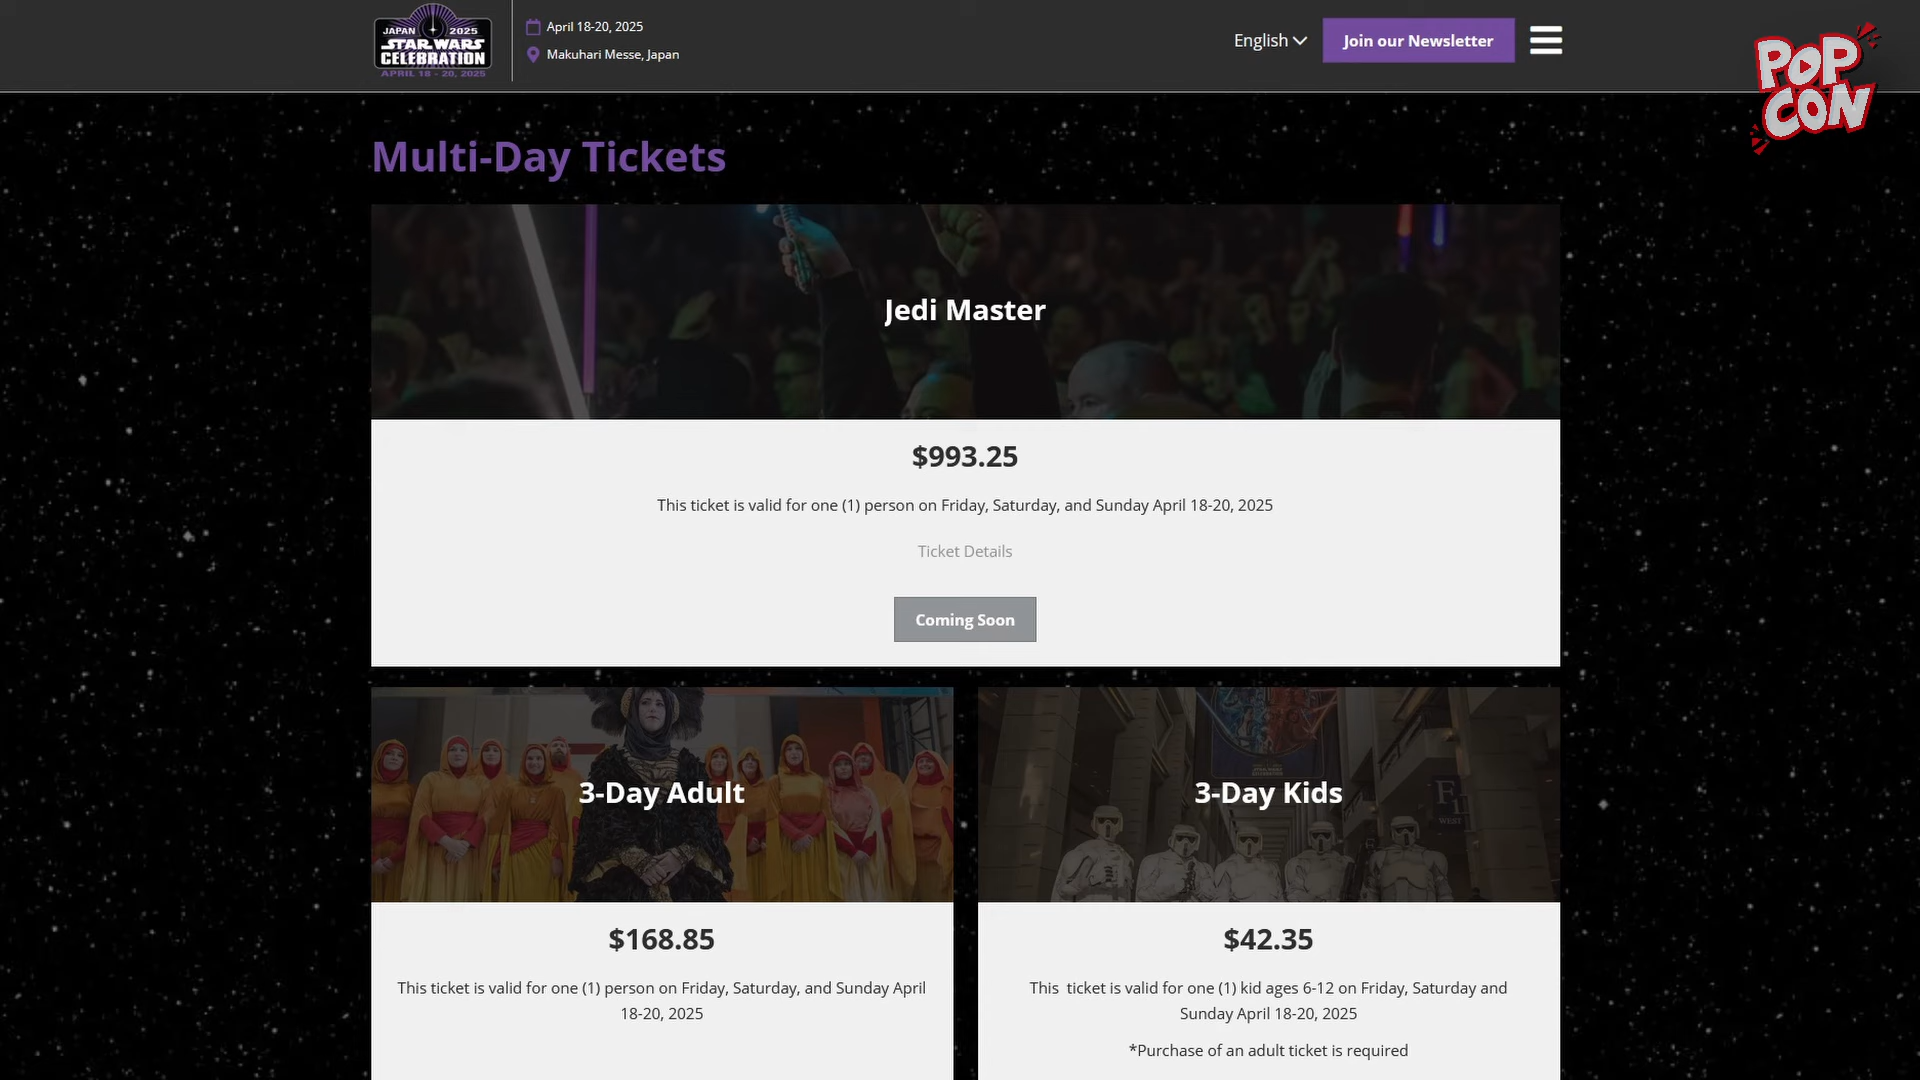 JAPAN 2025
STAR WARS
CELEBRATION
APRIL 18 - 20, 2025
April 18-20, 2025
Makuhari Messe, Japan
English
Join our Newsletter
POP
CON
Multi-Day Tickets
Jedi Master
$993.25
This ticket is valid for one (1) person on Friday, Saturday, and Sunday April 18-20, 2025
Ticket Details
Coming Soon
3-Day Adult
$168.85
This ticket is valid for one (1) person on Friday, Saturday, and Sunday April
18-20, 2025
3-Day Kids
WEST
$42.35
This ticket is valid for one (1) kid ages 6-12 on Friday, Saturday and
Sunday April 18-20, 2025
*Purchase of an adult ticket is required